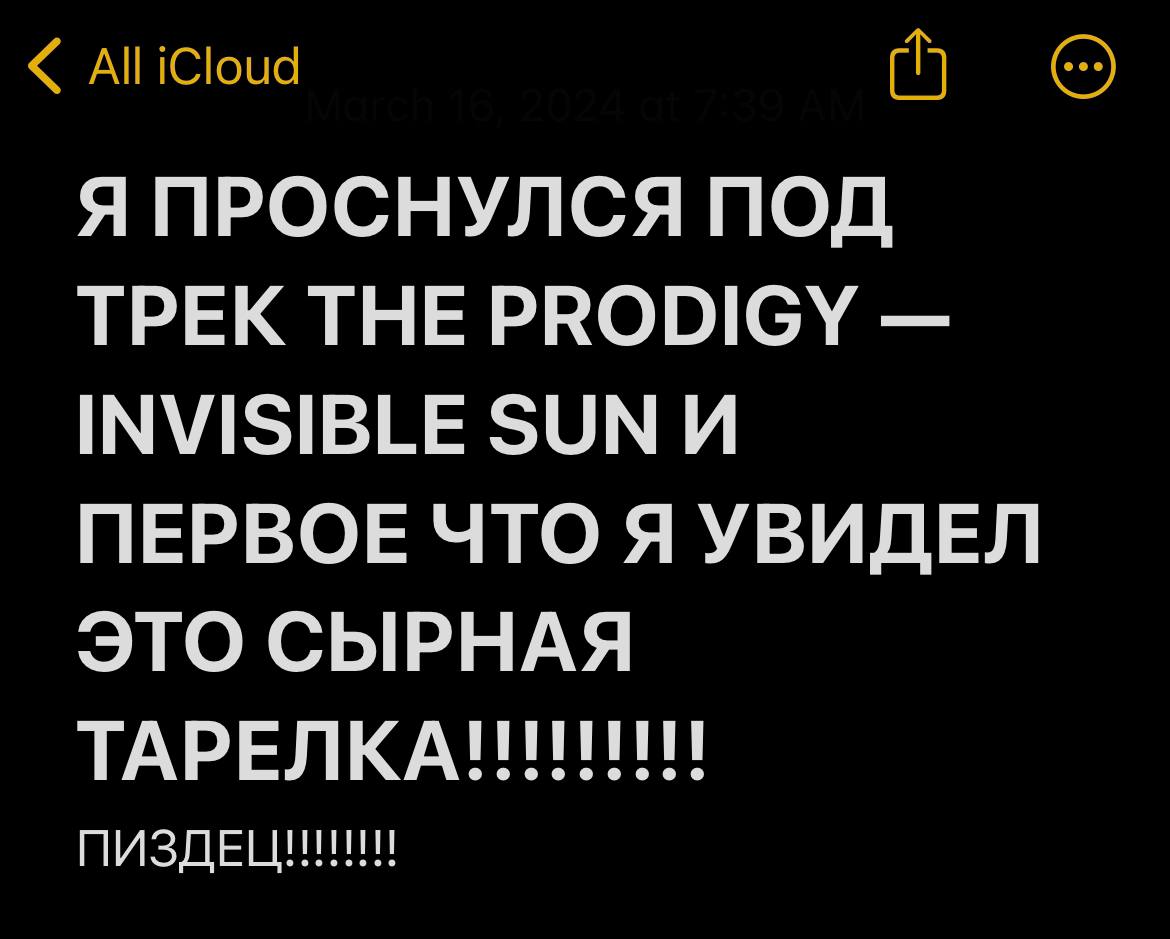 All iCloud
March 16, 2024 at 7:39 AM
Я ПРОСНУЛСЯ ПОД
ТРЕК THE PRODIGY —
INVISIBLE SUN И
ПЕРВОЕ ЧТО Я УВИДЕЛ
ЭТО СЫРНАЯ
ТАРЕЛКА!!!!!!!!!
ПИЗДЕЦ!!!!!!!!